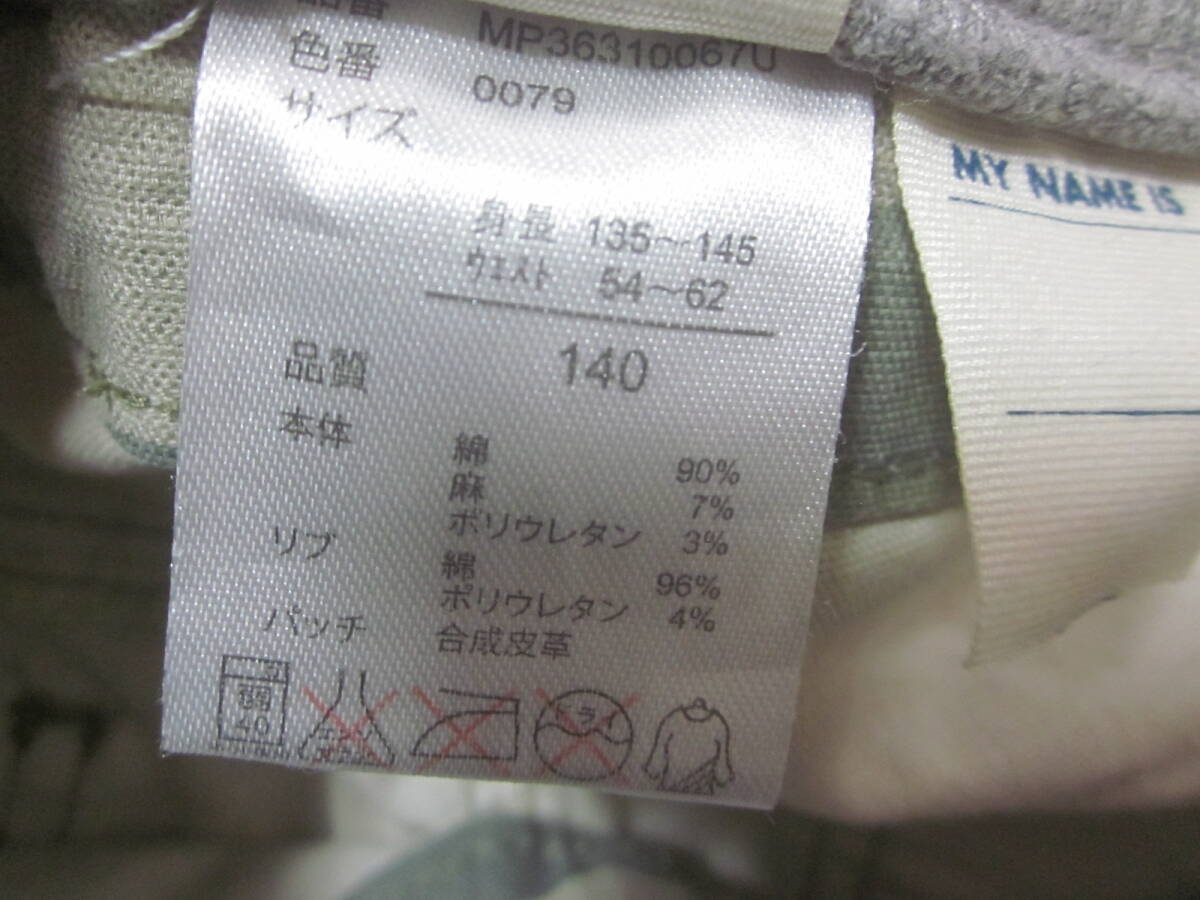 品番 MP36310067U
色番 0079
サイズ
身長 135～145
ウエスト 54～62
140
品質
本体
綿 90%
麻 7%
ポリウレタン 3%
リブ
綿 96%
ポリウレタン 4%
パッチ 合成皮革
弱
40
ドライ
MY NAME IS